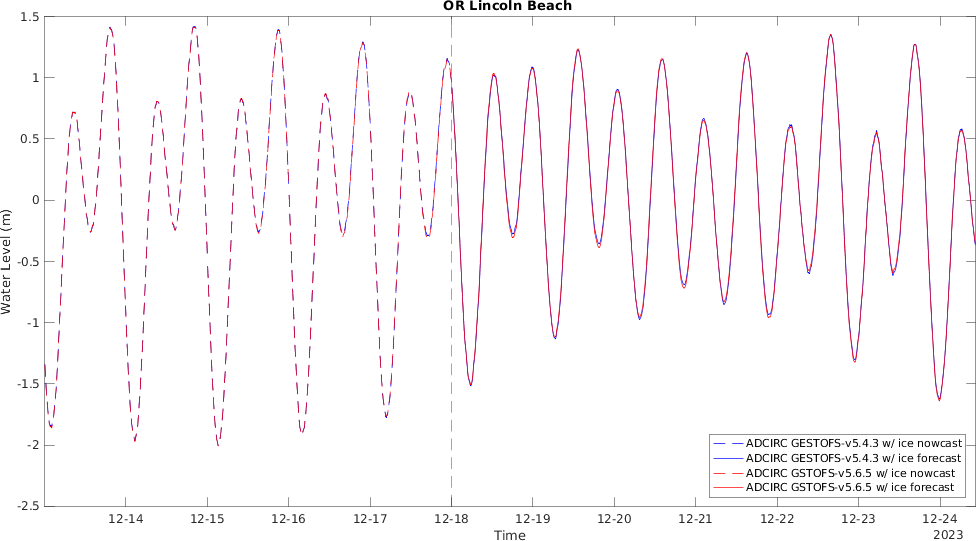 OR Lincoln Beach
1.5
1
0.5
0
-0.5
-1
-1.5
-2
-2.5
Water Level (m)
ADCIRC GESTOFS-v5.4.3 w/ ice nowcast
ADCIRC GESTOFS-v5.4.3 w/ ice forecast
ADCIRC GSTOFS-v5.6.5 w/ ice nowcast
ADCIRC GSTOFS-v5.6.5 w/ ice forecast
12-14 12-15 12-16 12-17 12-18 12-19 12-20 12-21 12-22 12-23 12-24
Time
2023